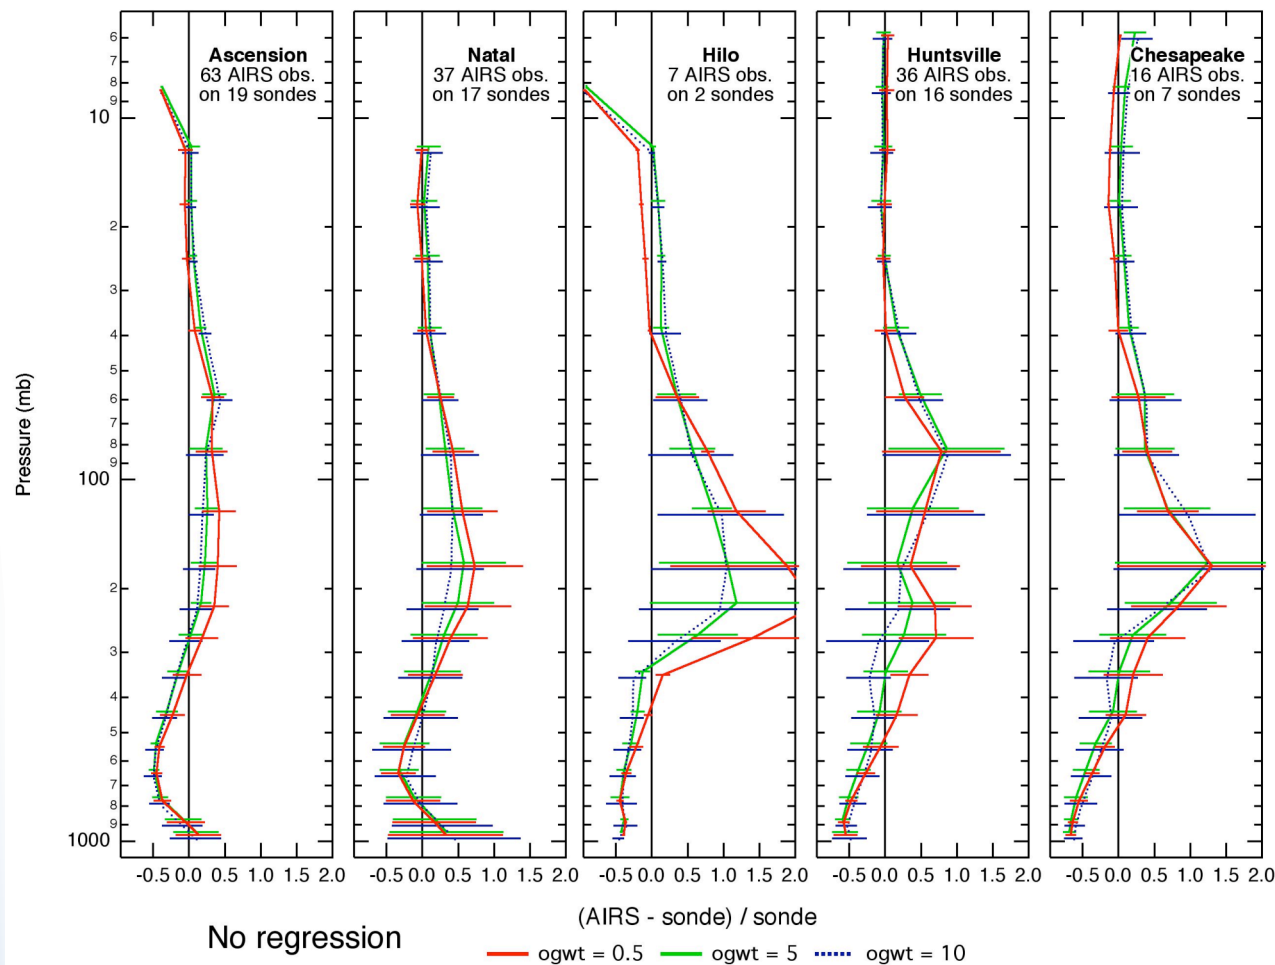 Ascension
63 AIRS obs.
on 19 sondes
Natal
37 AIRS obs.
on 17 sondes
Hilo
7 AIRS obs.
on 2 sondes
Huntsville
36 AIRS obs.
on 16 sondes
Chesapeake
16 AIRS obs.
on 7 sondes
Pressure (mb)
6
7
8
9
10
2
3
4
5
6
7
8
9
100
2
3
4
5
6
7
8
9
1000
-0.5 0.0 0.5 1.0 1.5 2.0
-0.5 0.0 0.5 1.0 1.5 2.0
-0.5 0.0 0.5 1.0 1.5 2.0
-0.5 0.0 0.5 1.0 1.5 2.0
-0.5 0.0 0.5 1.0 1.5 2.0
(AIRS - sonde) / sonde
No regression
ogwt = 0.5 ogwt = 5 ogwt = 10